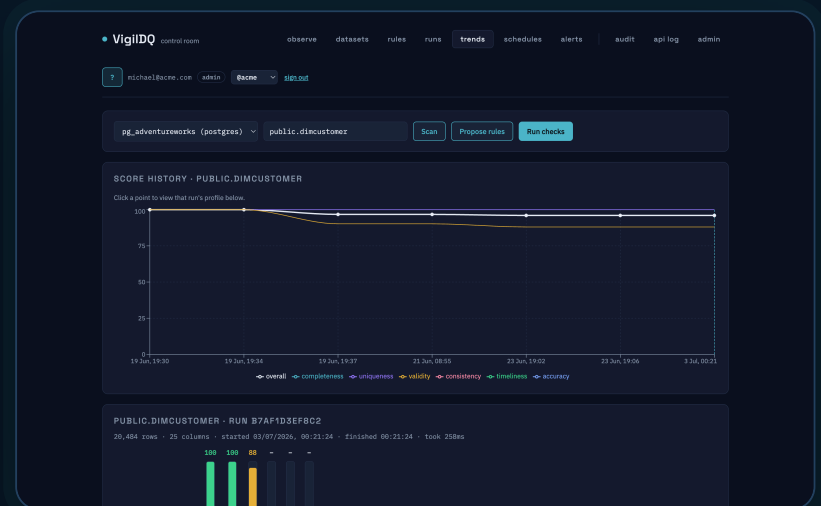 VigilDQ control room observe datasets rules runs trends schedules alerts audit api log admin
? michael@acme.com admin @acme sign out
pg_adventureworks (postgres) public.dimcustomer Scan Propose rules Run checks
SCORE HISTORY · PUBLIC.DIMCUSTOMER
Click a point to view that run's profile below.
100
75
50
25
0
19 Jun, 19:30 19 Jun, 19:34 19 Jun, 19:37 21 Jun, 08:55 23 Jun, 19:02 23 Jun, 19:06 3 Jul, 00:21
overall completeness uniqueness validity consistency timeliness accuracy
PUBLIC.DIMCUSTOMER · RUN B7AF1D3EF8C2
20,484 rows · 25 columns · started 03/07/2026, 00:21:24 · finished 00:21:24 · took 258ms
100 100 88 – – –